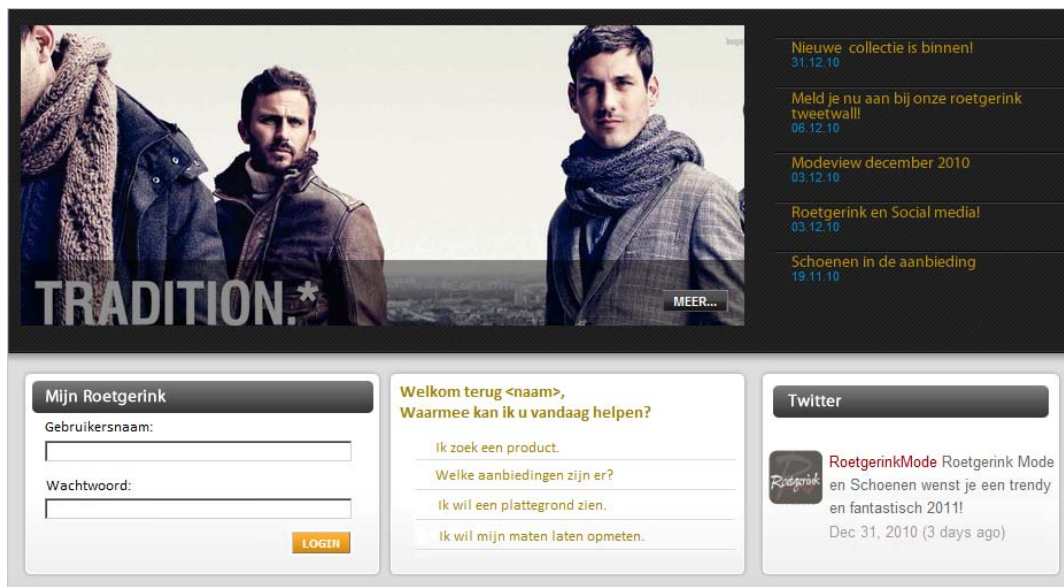 Nieuwe collectie is binnen!
31.12.10
Meld je nu aan bij onze roetgerink
tweetwall!
06.12.10
Modeview december 2010
03.12.10
Roetgerink en Social media!
03.12.10
Schoenen in de aanbieding
19.11.10
TRADITION.*
MEER...
Mijn Roetgerink
Gebruikersnaam:
Wachtwoord:
LOGIN
Welkom terug <naam>,
Waarmee kan ik u vandaag helpen?
Ik zoek een product.
Welke aanbiedingen zijn er?
Ik wil een plattegrond zien.
Ik wil mijn maten laten opmeten.
Twitter
Roetgerink
RoetgerinkMode Roetgerink Mode
en Schoenen wenst je een trendy
en fantastisch 2011!
Dec 31, 2010 (3 days ago)